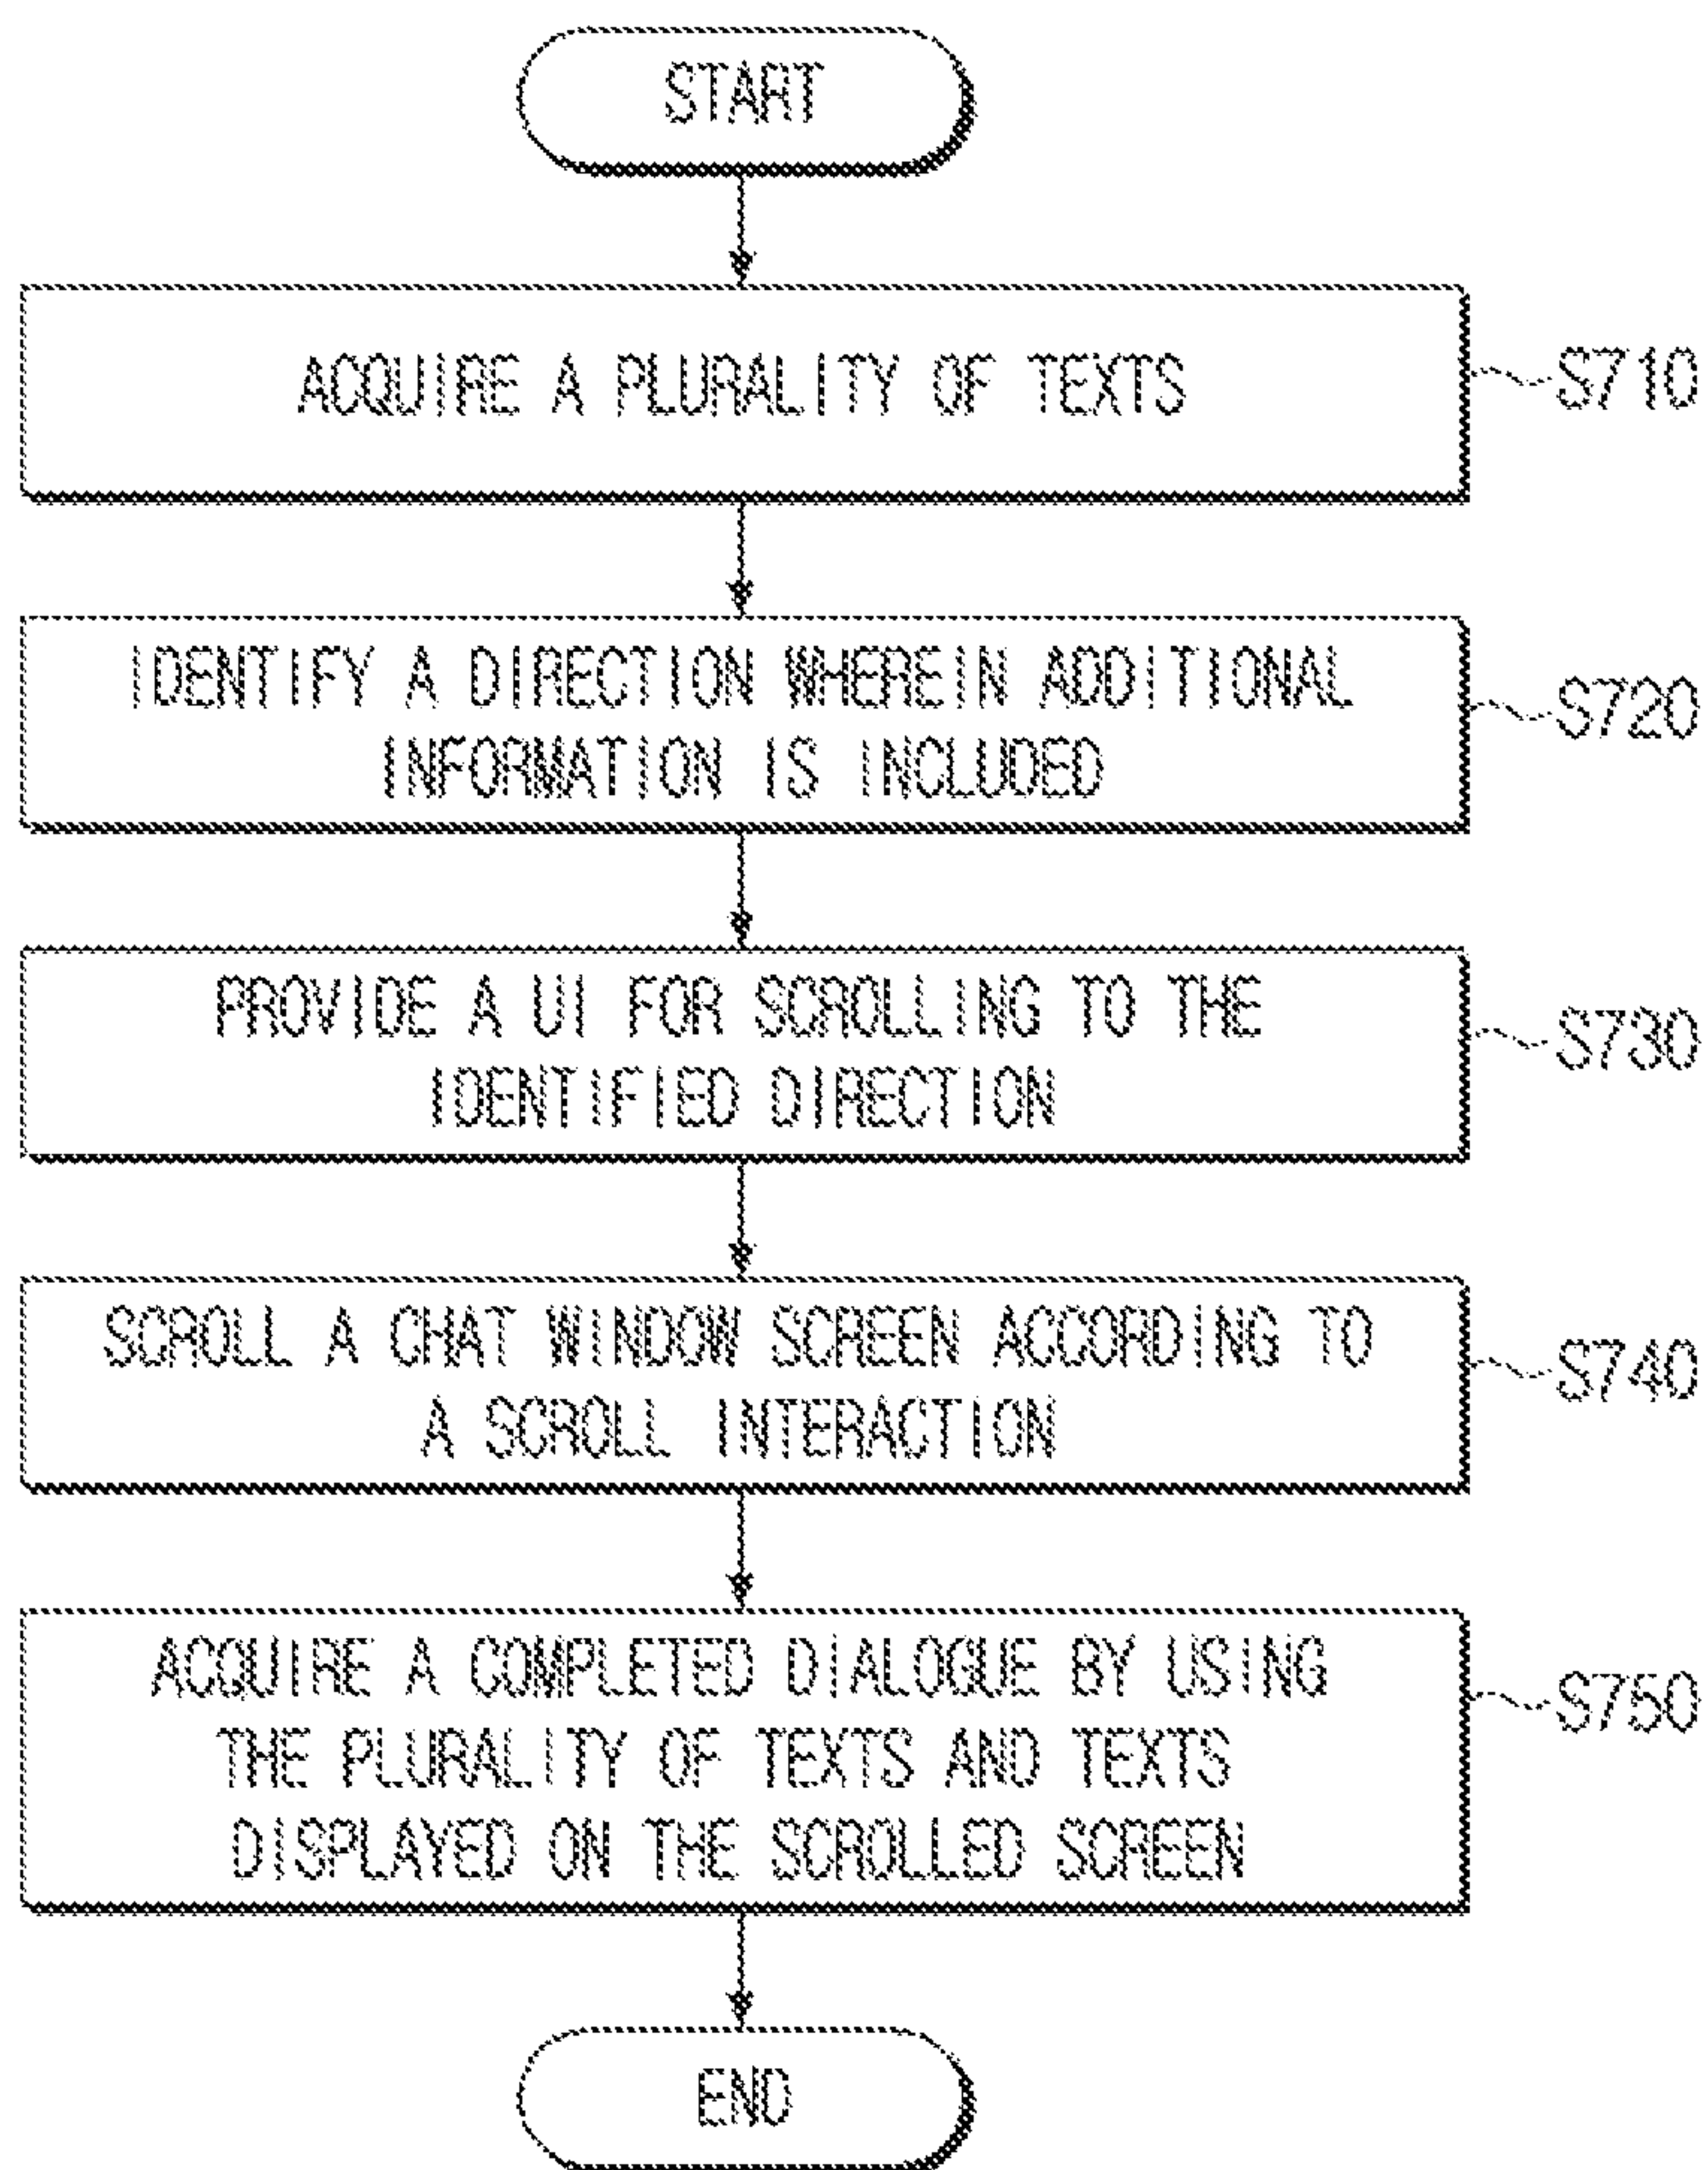 START
ACQUIRE A PLURALITY OF TEXTS
S710
IDENTIFY A DIRECTION WHEREIN ADDITIONAL
INFORMATION IS INCLUDED
S720
PROVIDE A UI FOR SCROLLING TO THE
IDENTIFIED DIRECTION
S730
SCROLL A CHAT WINDOW SCREEN ACCORDING TO
A SCROLL INTERACTION
S740
ACQUIRE A COMPLETED DIALOGUE BY USING
THE PLURALITY OF TEXTS AND TEXTS
DISPLAYED ON THE SCROLLED SCREEN
S750
END